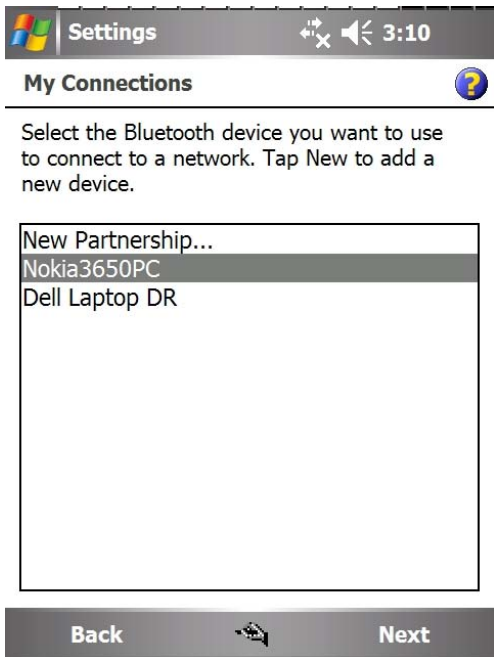 Settings 3:10
My Connections
Select the Bluetooth device you want to use
to connect to a network. Tap New to add a
new device.
New Partnership...
Nokia3650PC
Dell Laptop DR
Back Next